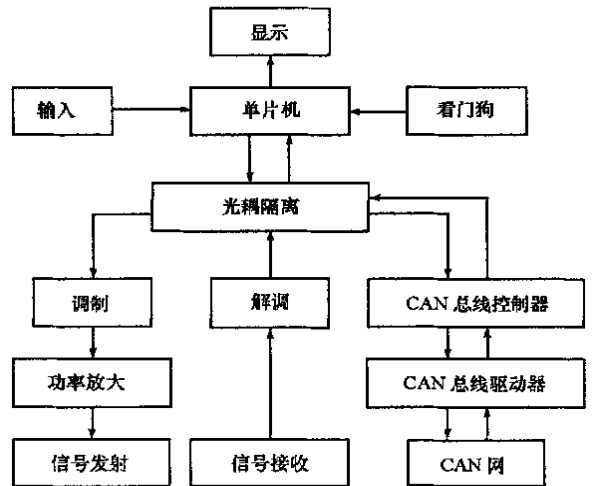 显示
输入
单片机
看门狗
光耦隔离
调制
解调
CAN 总线控制器
功率放大
CAN 总线驱动器
信号发射
信号接收
CAN 网